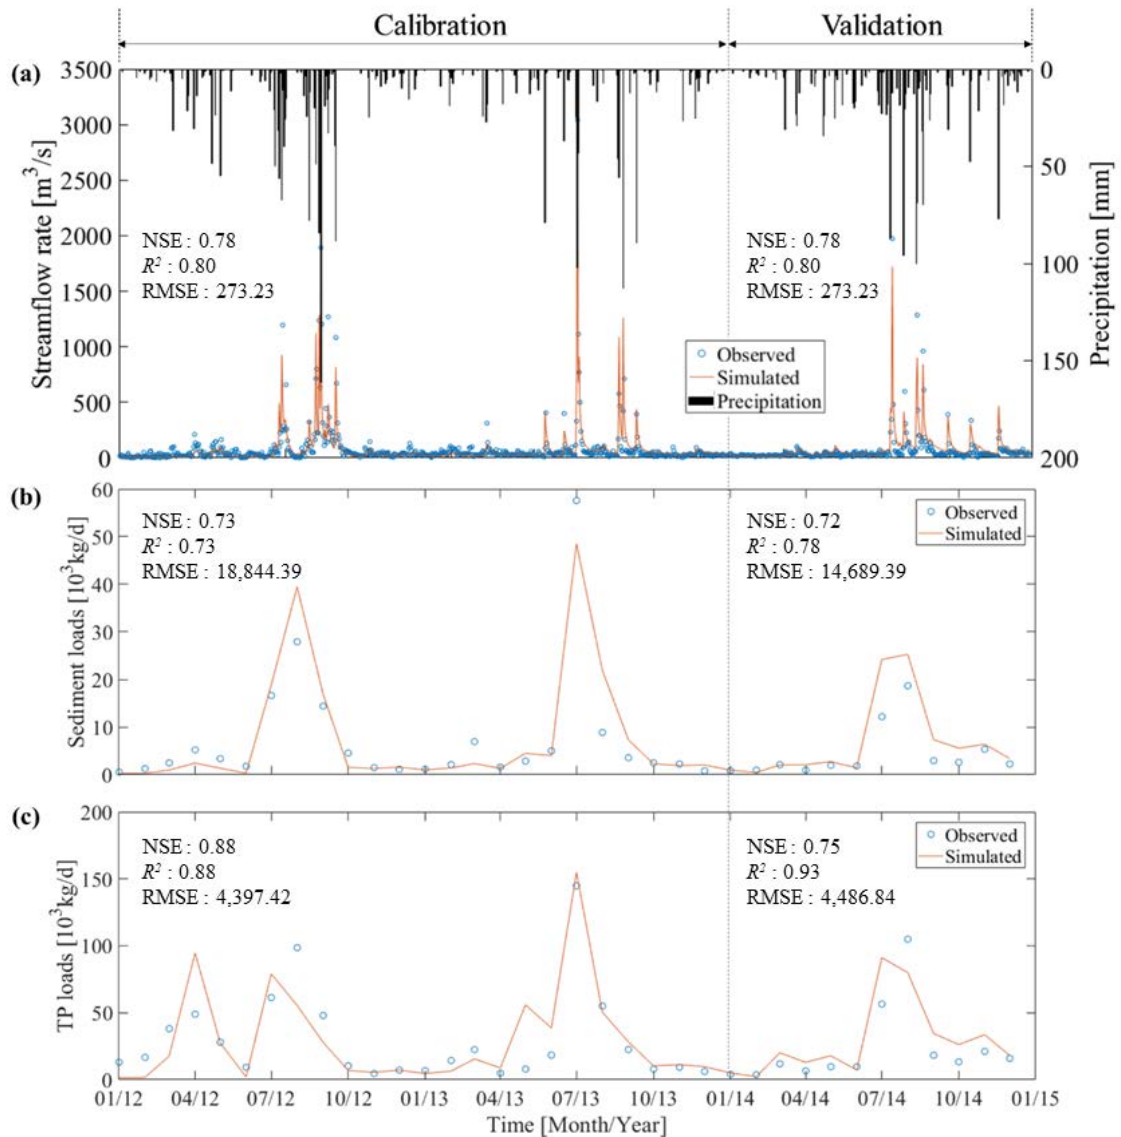 Calibration
Validation
(a)
3500
3000
2500
2000
1500
1000
500
0
Streamflow rate [m³/s]
0
50
100
150
200
Precipitation [mm]
NSE : 0.78
R² : 0.80
RMSE : 273.23
NSE : 0.78
R² : 0.80
RMSE : 273.23
Observed
Simulated
Precipitation
(b)
60
50
40
30
20
10
0
Sediment loads [10³kg/d]
NSE : 0.73
R² : 0.73
RMSE : 18,844.39
NSE : 0.72
R² : 0.78
RMSE : 14,689.39
Observed
Simulated
(c)
200
150
100
50
0
TP loads [10³kg/d]
NSE : 0.88
R² : 0.88
RMSE : 4,397.42
NSE : 0.75
R² : 0.93
RMSE : 4,486.84
Observed
Simulated
01/12 04/12 07/12 10/12 01/13 04/13 07/13 10/13 01/14 04/14 07/14 10/14 01/15
Time [Month/Year]